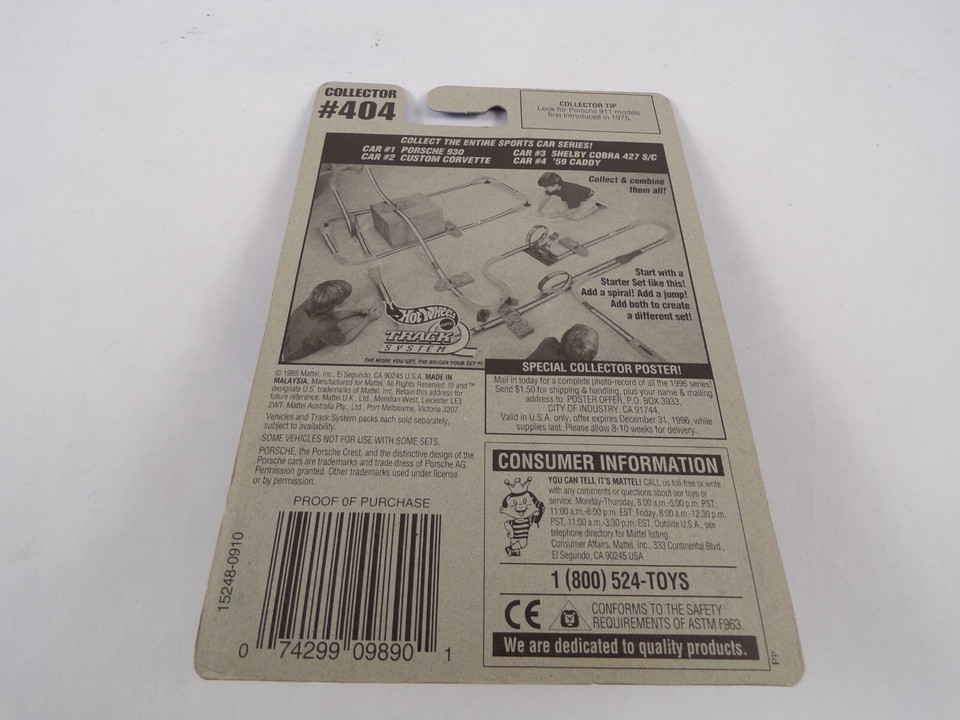 COLLECTOR
#404
COLLECTOR TIP
Look for Porsche 911 models
first introduced in 1975.
COLLECT THE ENTIRE SPORTS CAR SERIES!
CAR #1 PORSCHE 930
CAR #3 SHELBY COBRA 427 S/C
CAR #2 CUSTOM CORVETTE
CAR #4 '59 CADDY
Collect & combine
them all!
Start with a
Starter Set like this!
Add a spiral! Add a jump!
Add both to create
a different set!
HOT WHEELS
TRACK
SYSTEM
THE MORE YOU GET, THE BIGGER YOUR SET™!
© 1995 Mattel, Inc., El Segundo, CA 90245 U.S.A. MADE IN
MALAYSIA. Manufactured for Mattel. All Rights Reserved. ® and ™
designate U.S. trademarks of Mattel, Inc. Retain this address for
future reference: Mattel U.K., Ltd., Meridian West, Leicester LE3
2WT. Mattel Australia Pty., Ltd., Port Melbourne, Victoria 3207.
Vehicles and Track System packs each sold separately,
subject to availability.
SOME VEHICLES NOT FOR USE WITH SOME SETS.
PORSCHE, the Porsche Crest, and the distinctive design of the
Porsche cars are trademarks and trade dress of Porsche AG.
Permission granted. Other trademarks used under license
or by permission.
SPECIAL COLLECTOR POSTER!
Mail in today for a complete photo-record of all the 1996 series!
Send $1.50 for shipping & handling, plus your name & mailing
address to: POSTER OFFER, P.O. BOX 3933,
CITY OF INDUSTRY, CA 91744.
Valid in U.S.A. only, offer expires December 31, 1996, while
supplies last. Please allow 8-10 weeks for delivery.
CONSUMER INFORMATION
YOU CAN TELL IT'S MATTEL! CALL us toll-free or write
with any comments or questions about our toys or
service. Monday-Thursday, 8:00 a.m.-5:00 p.m. PST;
11:00 a.m.-8:00 p.m. EST; Friday, 8:00 a.m.-12:30 p.m.
PST, 11:00 a.m.-3:30 p.m. EST. Outside U.S.A., see
telephone directory for Mattel listing.
Consumer Affairs, Mattel, Inc., 333 Continental Blvd.,
El Segundo, CA 90245 USA
1 (800) 524-TOYS
CE
CONFORMS TO THE SAFETY
REQUIREMENTS OF ASTM F963.
We are dedicated to quality products.
PP
PROOF OF PURCHASE
15248-0910
0 74299 09890 1